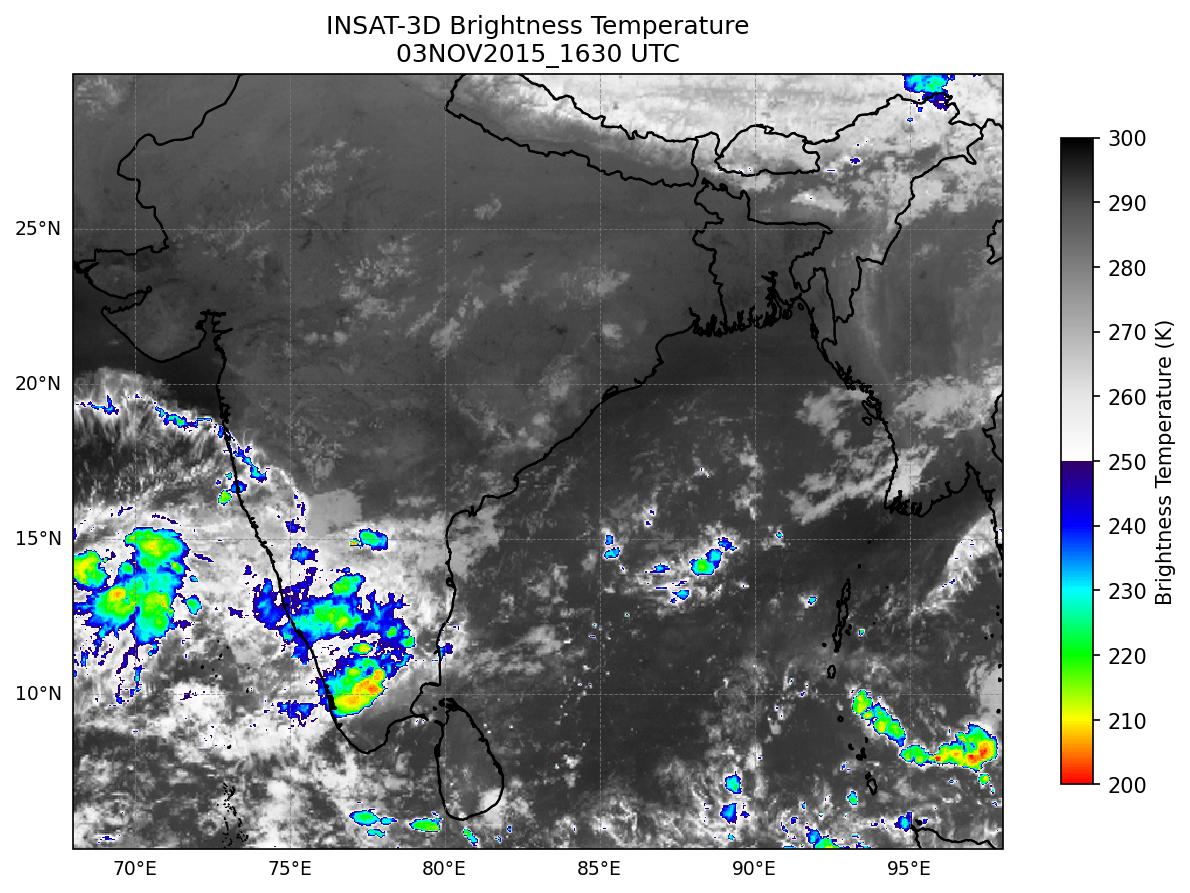 INSAT-3D Brightness Temperature
03NOV2015_1630 UTC
25°N
20°N
15°N
10°N
70°E
75°E
80°E
85°E
90°E
95°E
300
290
280
270
260
250
240
230
220
210
200
Brightness Temperature (K)